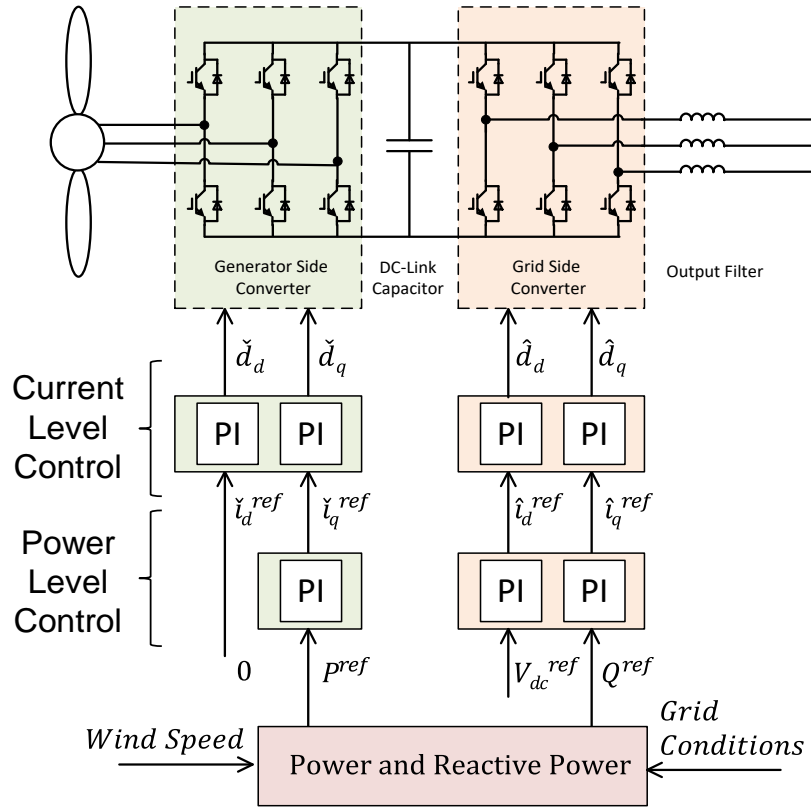 Generator Side
Converter
DC-Link
Capacitor
Grid Side
Converter
Output Filter
ď_d
ď_q
d̂_d
d̂_q
Current
Level
Control
PI
PI
PI
PI
ǐ_d^ref
ǐ_q^ref
î_d^ref
î_q^ref
Power
Level
Control
PI
PI
PI
0
P^ref
V_dc^ref
Q^ref
Wind Speed
Grid
Conditions
Power and Reactive Power